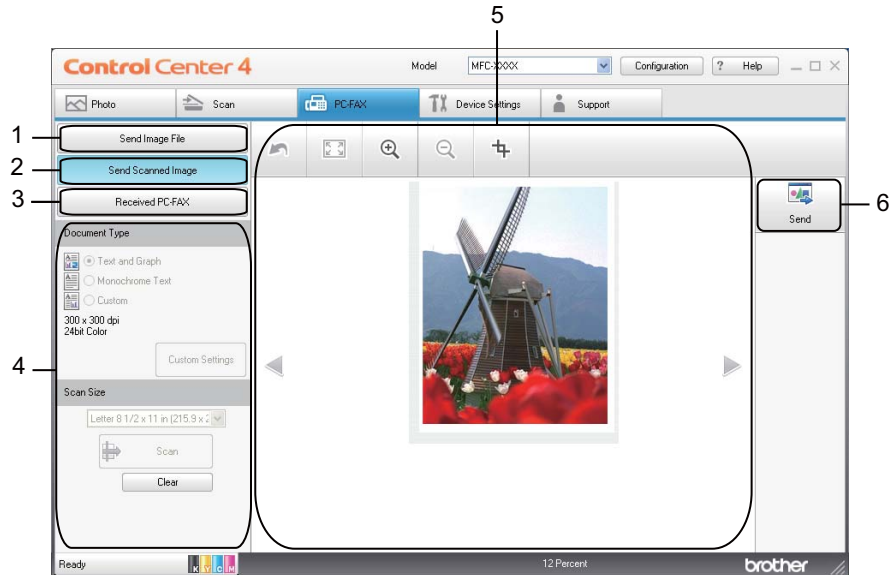 5
Control Center 4
Model MFC-XXXX Configuration ? Help
Photo Scan PC-FAX Device Settings Support
1 Send Image File
2 Send Scanned Image
3 Received PC-FAX
Send 6
Document Type
Text and Graph
Monochrome Text
Custom
300 x 300 dpi
24bit Color
Custom Settings
4
Scan Size
Letter 8 1/2 x 11 in (215.9 x 2
Scan
Clear
Ready K Y C M 12 Percent brother